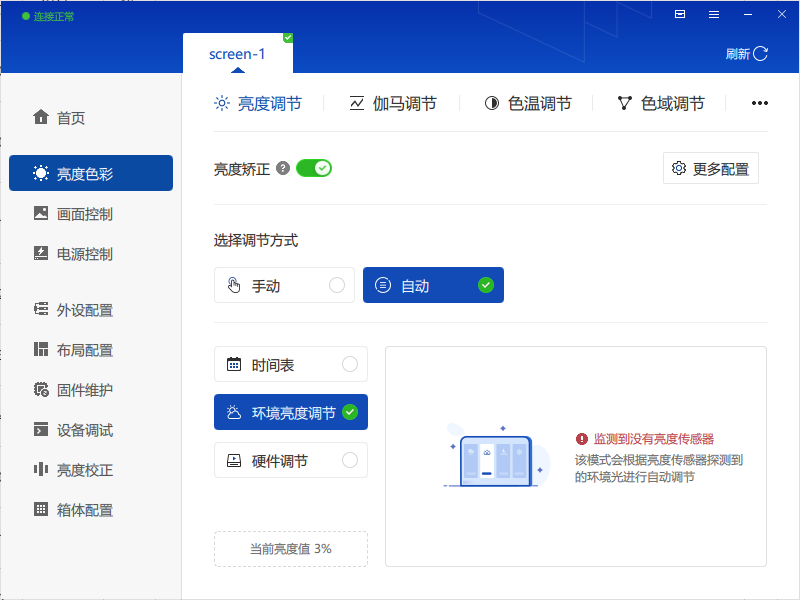 连接正常
screen-1
刷新
首页
亮度色彩
画面控制
电源控制
外设配置
布局配置
固件维护
设备调试
亮度校正
箱体配置
亮度调节
伽马调节
色温调节
色域调节
亮度矫正
更多配置
选择调节方式
手动
自动
时间表
环境亮度调节
硬件调节
当前亮度值 3%
监测到没有亮度传感器
该模式会根据亮度传感器探测到
的环境光进行自动调节